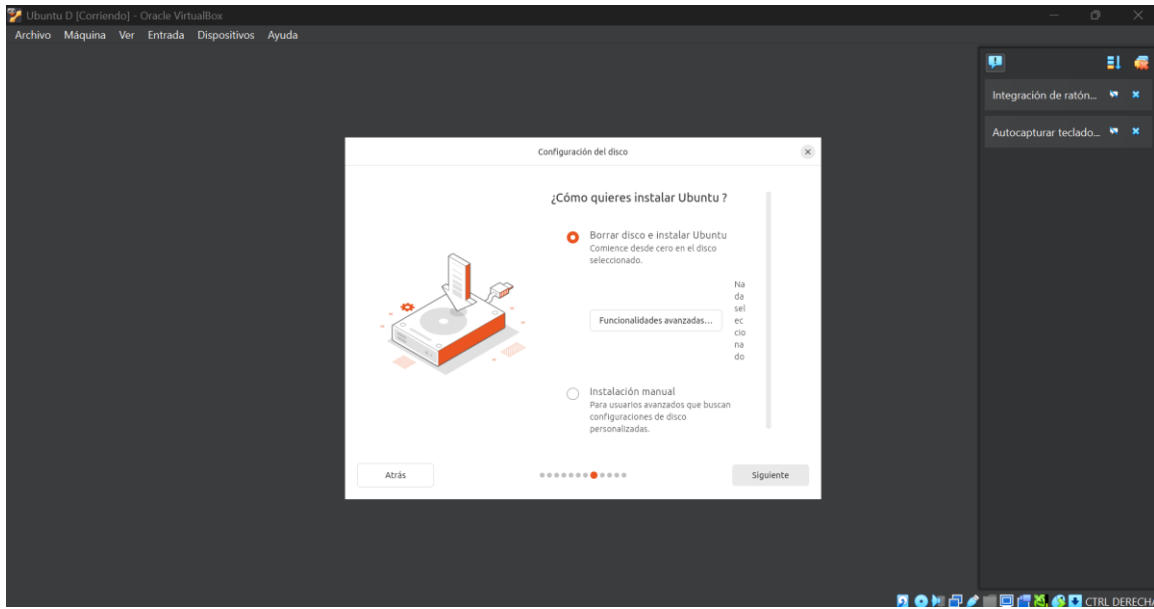 Ubuntu D [Corriendo] - Oracle VirtualBox
Archivo Máquina Ver Entrada Dispositivos Ayuda
Integración de ratón...
Autocapturar teclado...
Configuración del disco
¿Cómo quieres instalar Ubuntu ?
Borrar disco e instalar Ubuntu
Comience desde cero en el disco
seleccionado.
Funcionalidades avanzadas...
Na
da
sel
ec
cio
na
do
Instalación manual
Para usuarios avanzados que buscan
configuraciones de disco
personalizadas.
Atrás
Siguiente
CTRL DERECHA